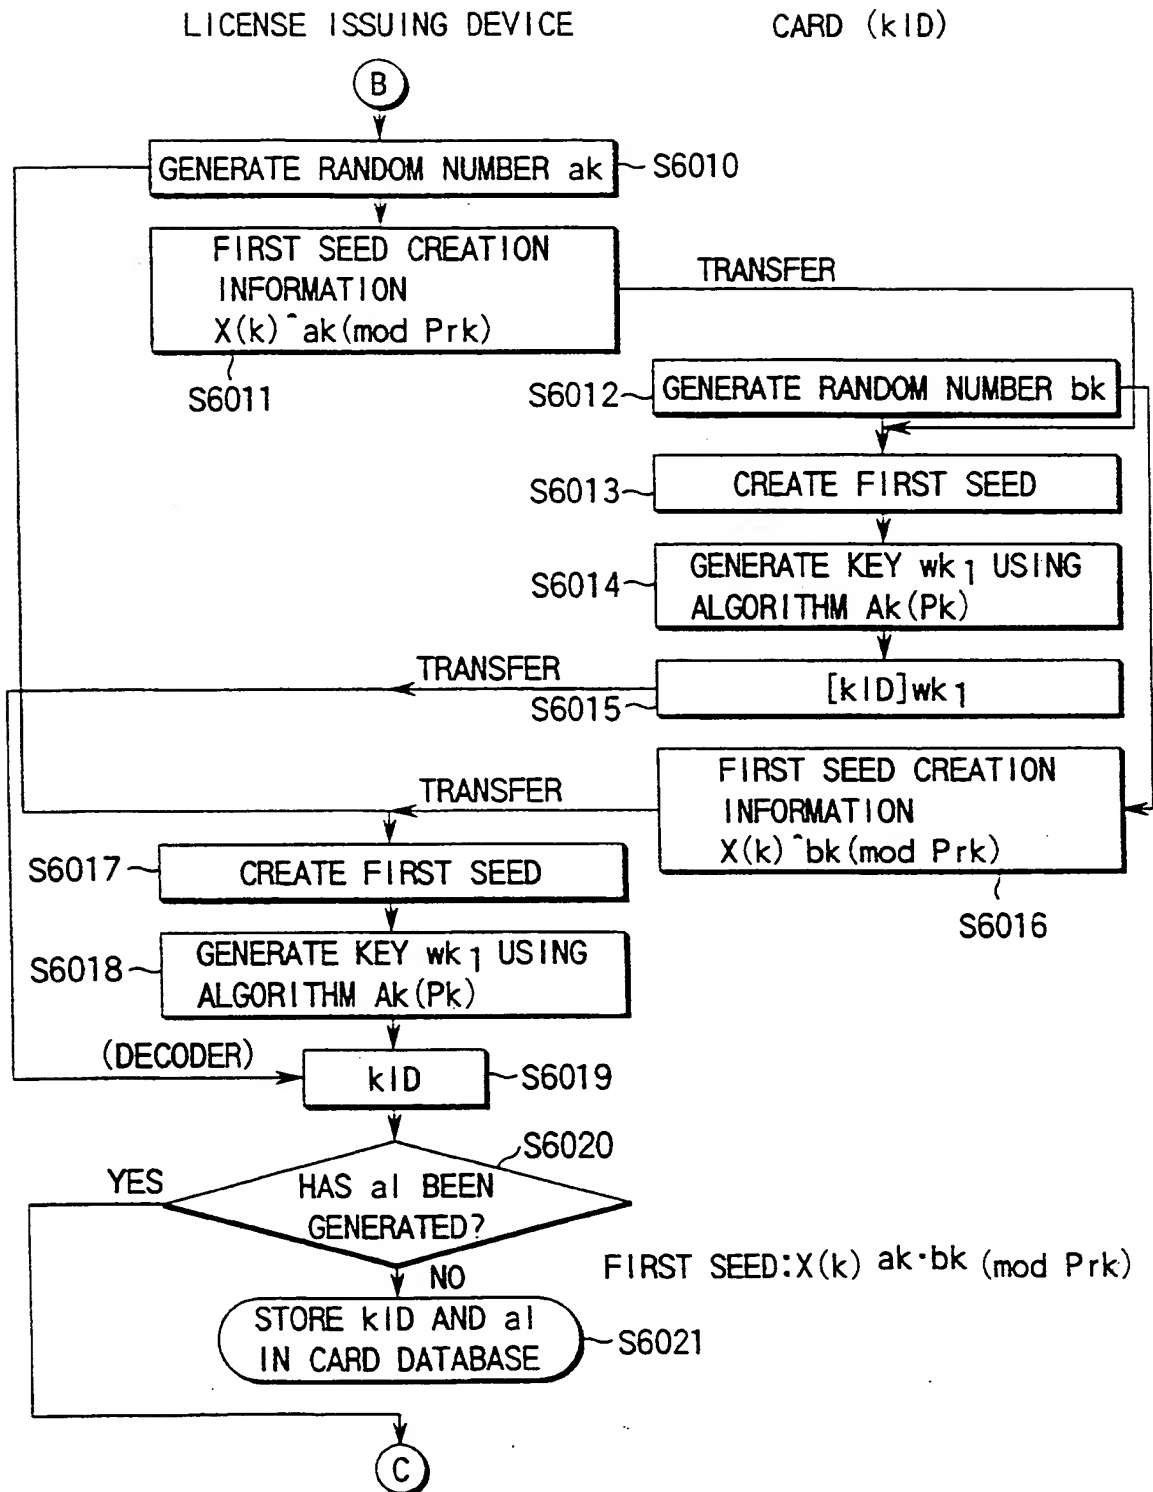 LICENSE ISSUING DEVICE
CARD (kID)
B
GENERATE RANDOM NUMBER ak
S6010
FIRST SEED CREATION
INFORMATION
X(k)^ak(mod Prk)
S6011
TRANSFER
S6012
GENERATE RANDOM NUMBER bk
S6013
CREATE FIRST SEED
S6014
GENERATE KEY wk1 USING
ALGORITHM Ak(Pk)
TRANSFER
S6015
[kID]wk1
TRANSFER
FIRST SEED CREATION
INFORMATION
X(k)^bk(mod Prk)
S6016
S6017
CREATE FIRST SEED
S6018
GENERATE KEY wk1 USING
ALGORITHM Ak(Pk)
(DECODER)
kID
S6019
S6020
YES
HAS al BEEN
GENERATED?
NO
FIRST SEED:X(k) ak·bk (mod Prk)
STORE kID AND al
IN CARD DATABASE
S6021
C